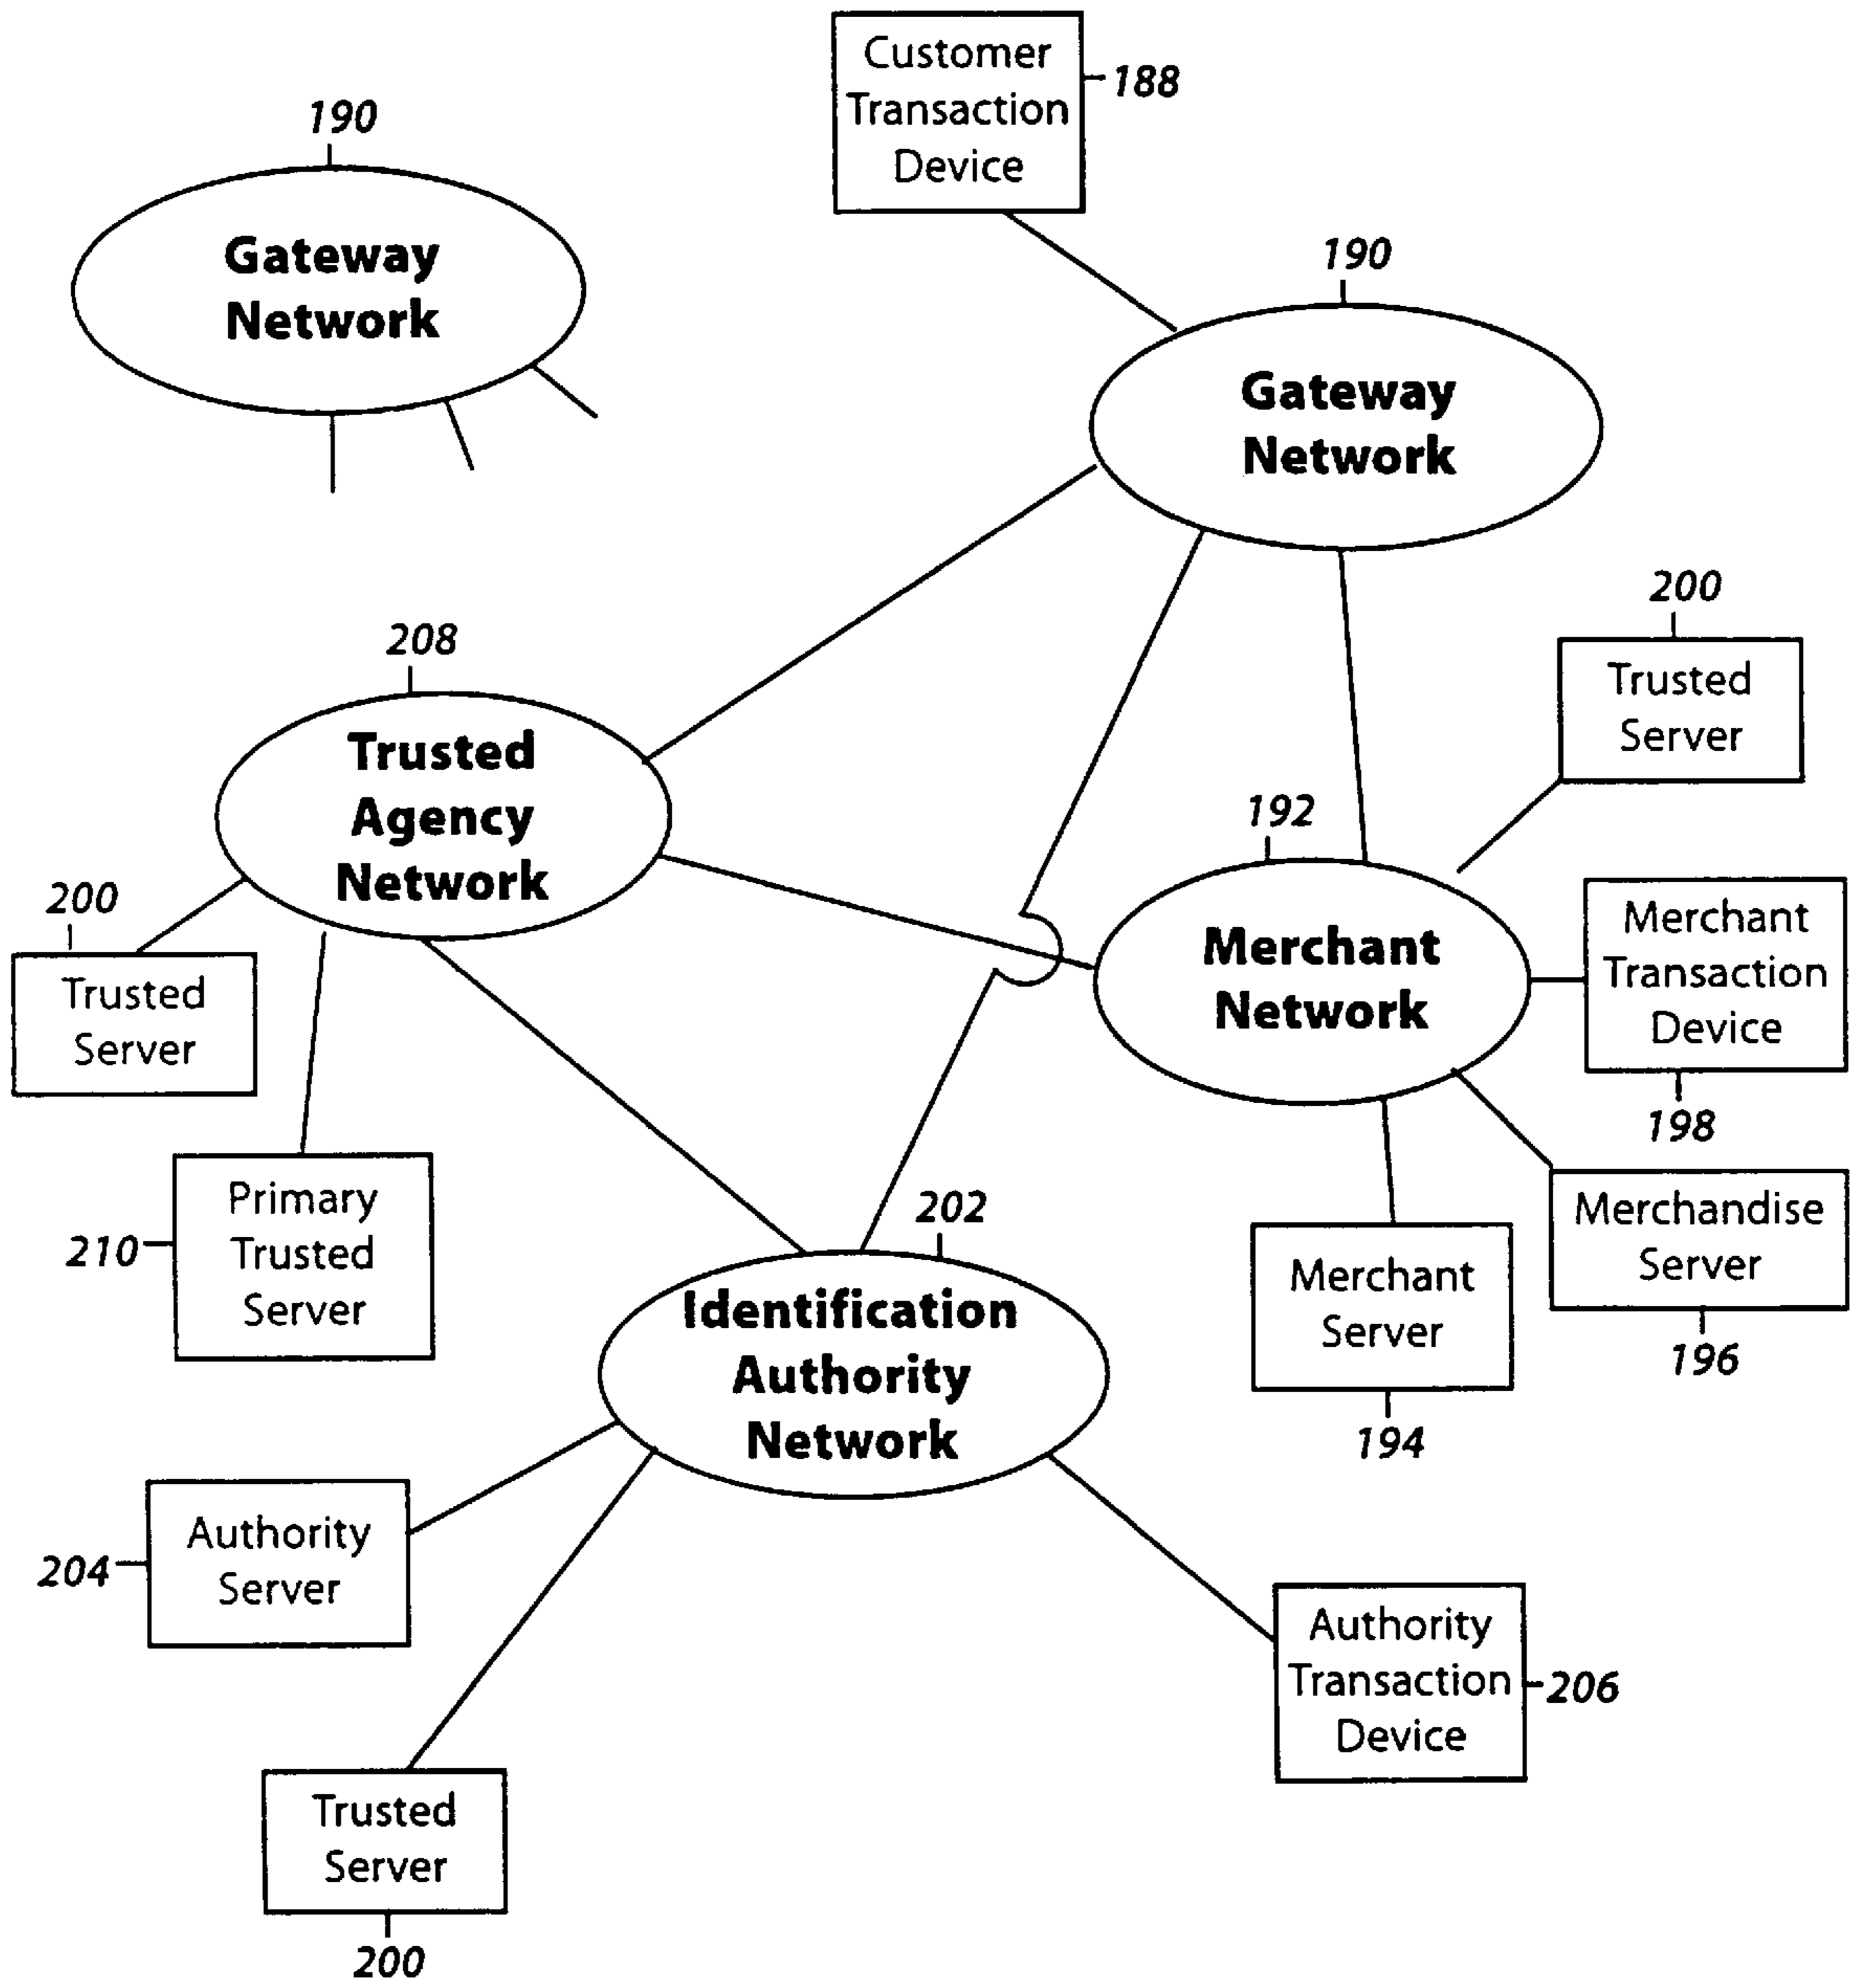 Customer
Transaction
Device
188
190
Gateway
Network
190
Gateway
Network
200
Trusted
Server
208
Trusted
Agency
Network
192
Merchant
Network
Merchant
Transaction
Device
198
200
Trusted
Server
Primary
Trusted
Server
210
Merchandise
Server
196
Merchant
Server
194
202
Identification
Authority
Network
Authority
Server
204
Authority
Transaction
Device
206
Trusted
Server
200